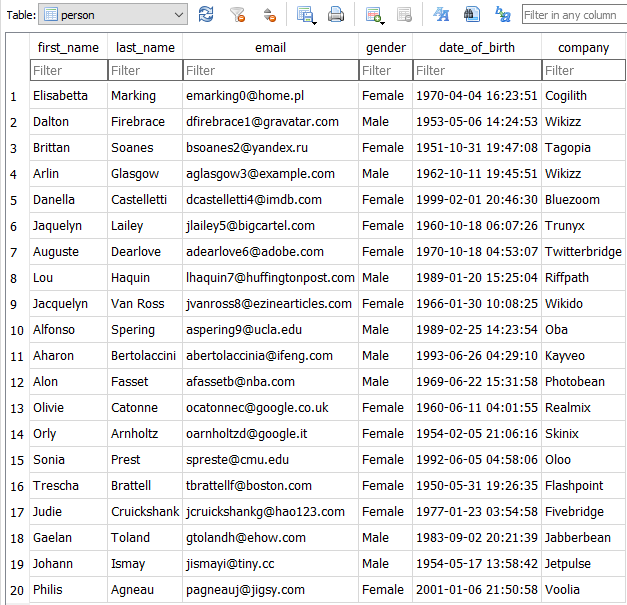 Table: person Filter in any column
first_name last_name email gender date_of_birth company
Filter Filter Filter Filter Filter Filter
1 Elisabetta Marking emarking0@home.pl Female 1970-04-04 16:23:51 Cogilith
2 Dalton Firebrace dfirebrace1@gravatar.com Male 1953-05-06 14:24:53 Wikizz
3 Brittan Soanes bsoanes2@yandex.ru Female 1951-10-31 19:47:08 Tagopia
4 Arlin Glasgow aglasgow3@example.com Male 1962-10-11 19:45:51 Wikizz
5 Danella Castelletti dcastelletti4@imdb.com Female 1999-02-01 20:46:30 Bluezoom
6 Jaquelyn Lailey jlailey5@bigcartel.com Female 1960-10-18 06:07:26 Trunyx
7 Auguste Dearlove adearlove6@adobe.com Female 1970-10-18 04:53:07 Twitterbridge
8 Lou Haquin lhaquin7@huffingtonpost.com Male 1989-01-20 15:25:04 Riffpath
9 Jacquelyn Van Ross jvanross8@ezinearticles.com Female 1966-01-30 10:08:25 Wikido
10 Alfonso Spering aspering9@ucla.edu Male 1989-02-25 14:23:54 Oba
11 Aharon Bertolaccini abertolaccinia@ifeng.com Male 1993-06-26 04:29:10 Kayveo
12 Alon Fasset afassetb@nba.com Male 1969-06-22 15:31:58 Photobean
13 Olivie Catonne ocatonnec@google.co.uk Female 1960-06-11 04:01:55 Realmix
14 Orly Arnholtz oarnholtzd@google.it Female 1954-02-05 21:06:16 Skinix
15 Sonia Prest spreste@cmu.edu Female 1992-06-05 04:58:06 Oloo
16 Trescha Brattell tbrattellf@boston.com Female 1950-05-31 19:26:35 Flashpoint
17 Judie Cruickshank jcruickshankg@hao123.com Female 1977-01-23 03:54:58 Fivebridge
18 Gaelan Toland gtolandh@ehow.com Male 1983-09-02 20:21:39 Jabberbean
19 Johann Ismay jismayi@tiny.cc Male 1954-05-17 13:58:42 Jetpulse
20 Philis Agneau pagneauj@jigsy.com Female 2001-01-06 21:50:58 Voolia